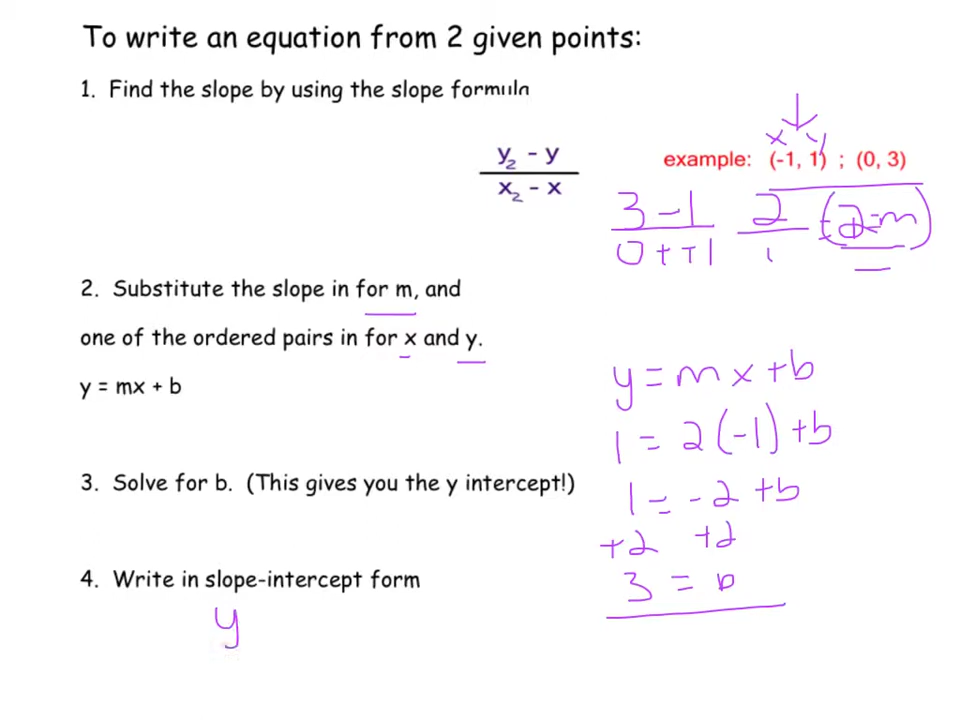 To write an equation from 2 given points:
1. Find the slope by using the slope formula
y₂ - y
x₂ - x
example: (-1, 1) ; (0, 3)
x y
3 - 1
0 + +1
2
1
= 2 = m
2. Substitute the slope in for m, and
one of the ordered pairs in for x and y.
y = mx + b
y = mx + b
1 = 2(-1) + b
3. Solve for b. (This gives you the y intercept!)
1 = -2 + b
+2 +2
4. Write in slope-intercept form
3 = b
y